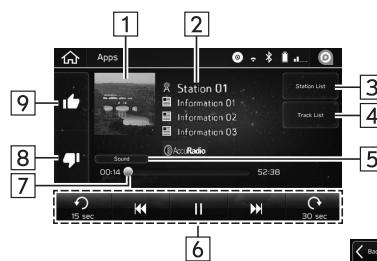 1
2
Apps
Station 01
Information 01
Information 02
Information 03
AccuRadio
Station List
Track List
Sound
00:14
52:38
15 sec
30 sec
3
4
5
6
7
8
9
Bac